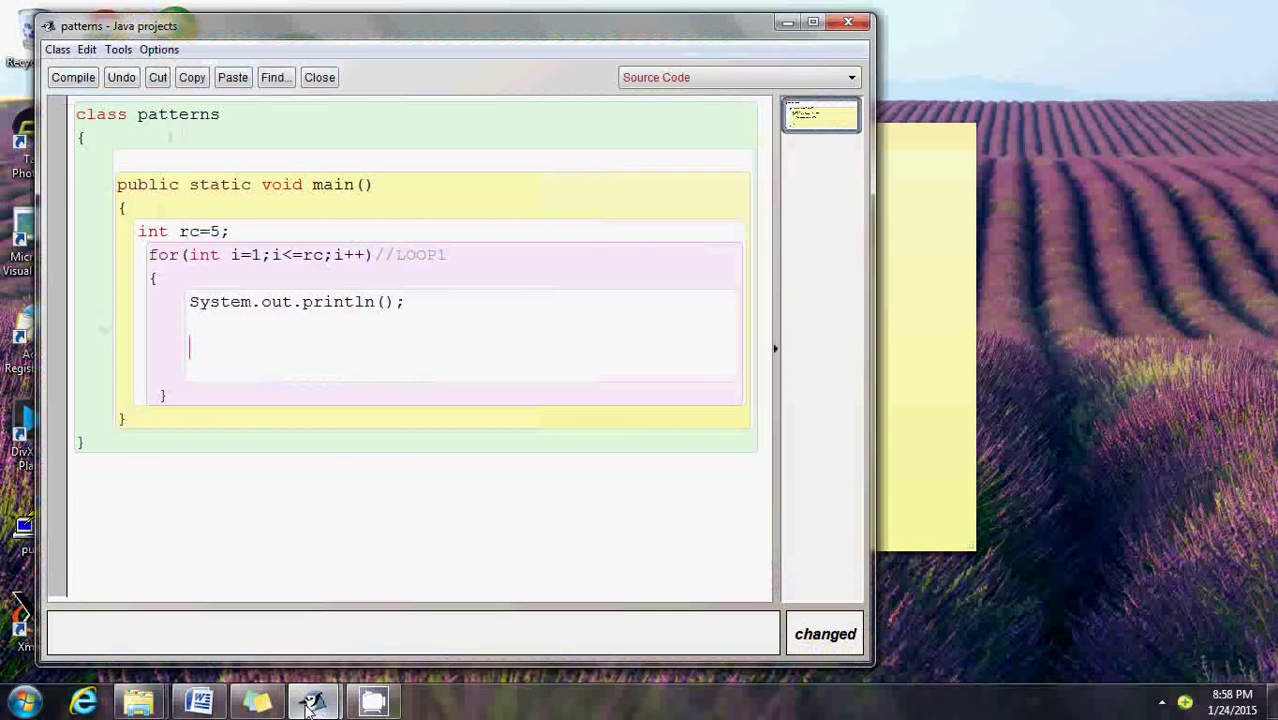 patterns - Java projects
Class Edit Tools Options
Compile Undo Cut Copy Paste Find... Close Source Code
class patterns
{
public static void main()
{
int rc=5;
for(int i=1;i<=rc;i++)//LOOP1
{
System.out.println();
}
}
}
changed
8:58 PM
1/24/2015